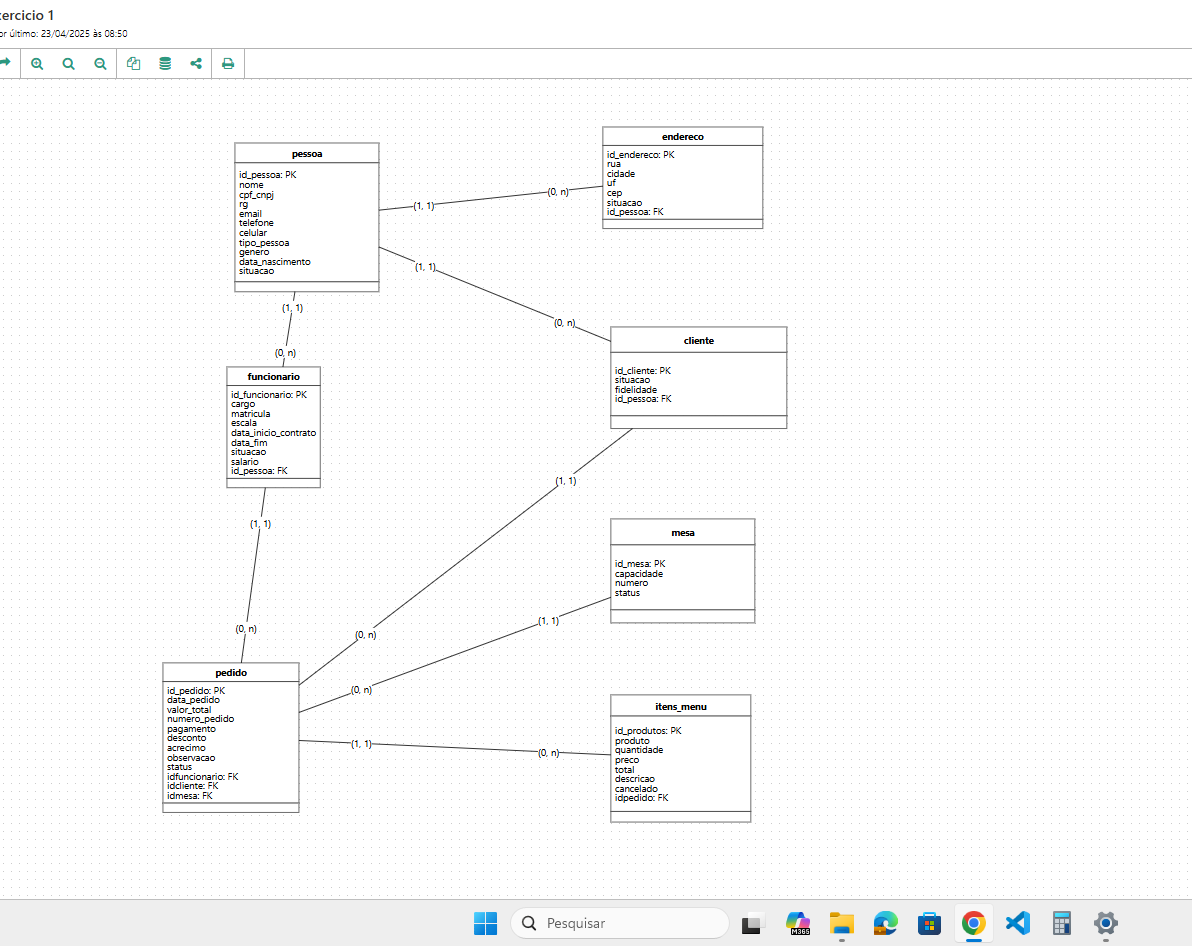 ercicio 1
or último: 23/04/2025 às 08:50
pessoa
id_pessoa: PK
nome
cpf_cnpj
rg
email
telefone
celular
tipo_pessoa
genero
data_nascimento
situacao
endereco
id_endereco: PK
rua
cidade
uf
cep
situacao
id_pessoa: FK
(1, 1)
(0, n)
(1, 1)
(0, n)
(1, 1)
(0, n)
funcionario
id_funcionario: PK
cargo
matricula
escala
data_inicio_contrato
data_fim
situacao
salario
id_pessoa: FK
cliente
id_cliente: PK
situacao
fidelidade
id_pessoa: FK
(1, 1)
(0, n)
(1, 1)
(0, n)
mesa
id_mesa: PK
capacidade
numero
status
(1, 1)
(0, n)
pedido
id_pedido: PK
data_pedido
valor_total
numero_pedido
pagamento
desconto
acrecimo
observacao
status
idfuncionario: FK
idcliente: FK
idmesa: FK
(1, 1)
(0, n)
itens_menu
id_produtos: PK
produto
quantidade
preco
total
descricao
cancelado
idpedido: FK
Pesquisar
M365